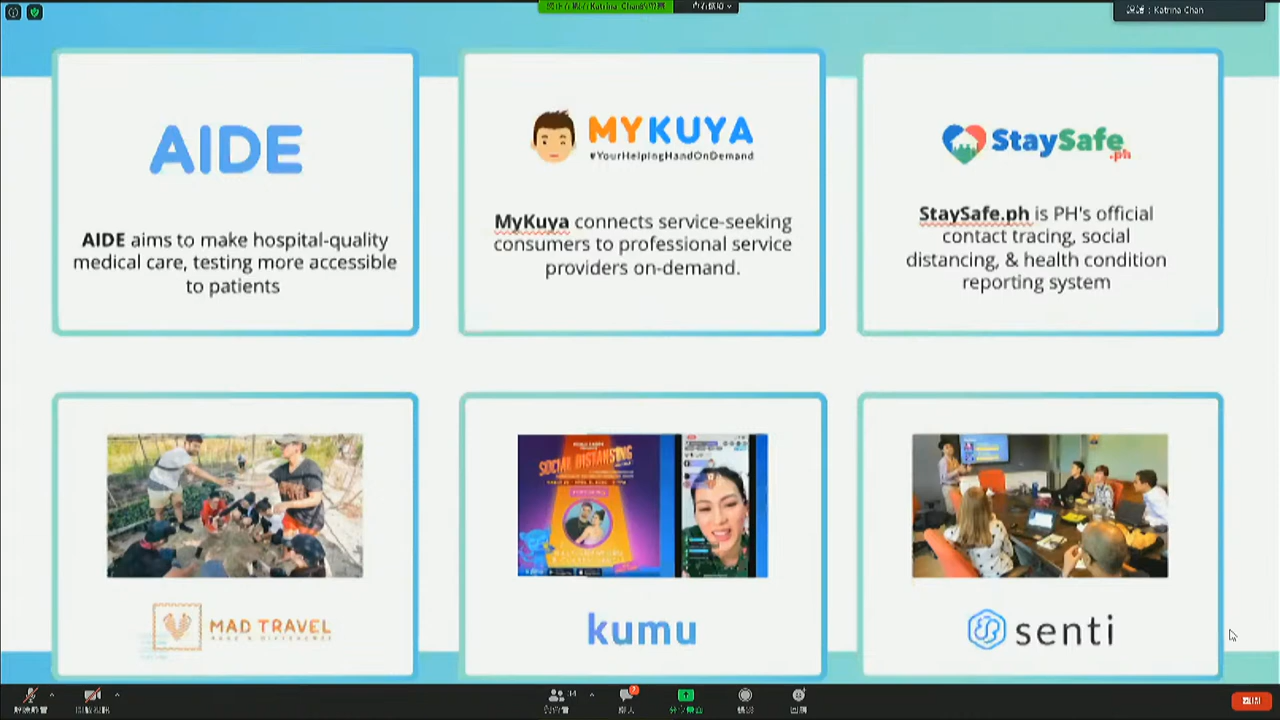 Katrina Chan
AIDE
AIDE aims to make hospital-quality
medical care, testing more accessible
to patients
MYKUYA
#YourHelpingHandOnDemand
MyKuya connects service-seeking
consumers to professional service
providers on-demand.
StaySafe
.ph
StaySafe.ph is PH's official
contact tracing, social
distancing, & health condition
reporting system
MAD TRAVEL
SOCIAL DISTANSING
kumu
senti